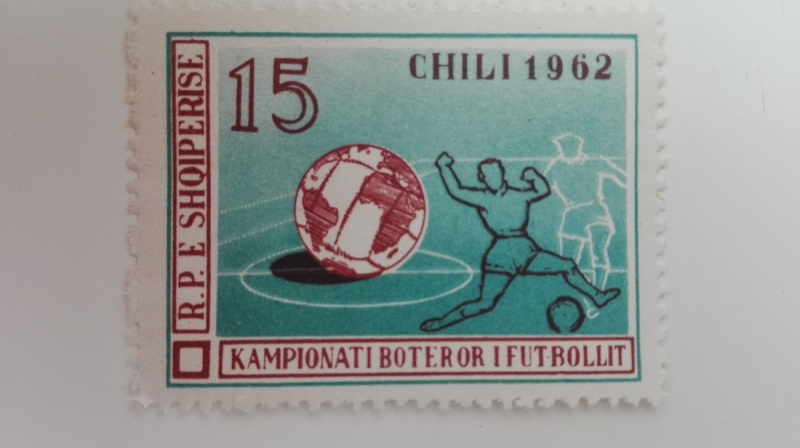 15
CHILI 1962
R.P. E SHQIPERISE
KAMPIONATI BOTEROR I FUTBOLLIT